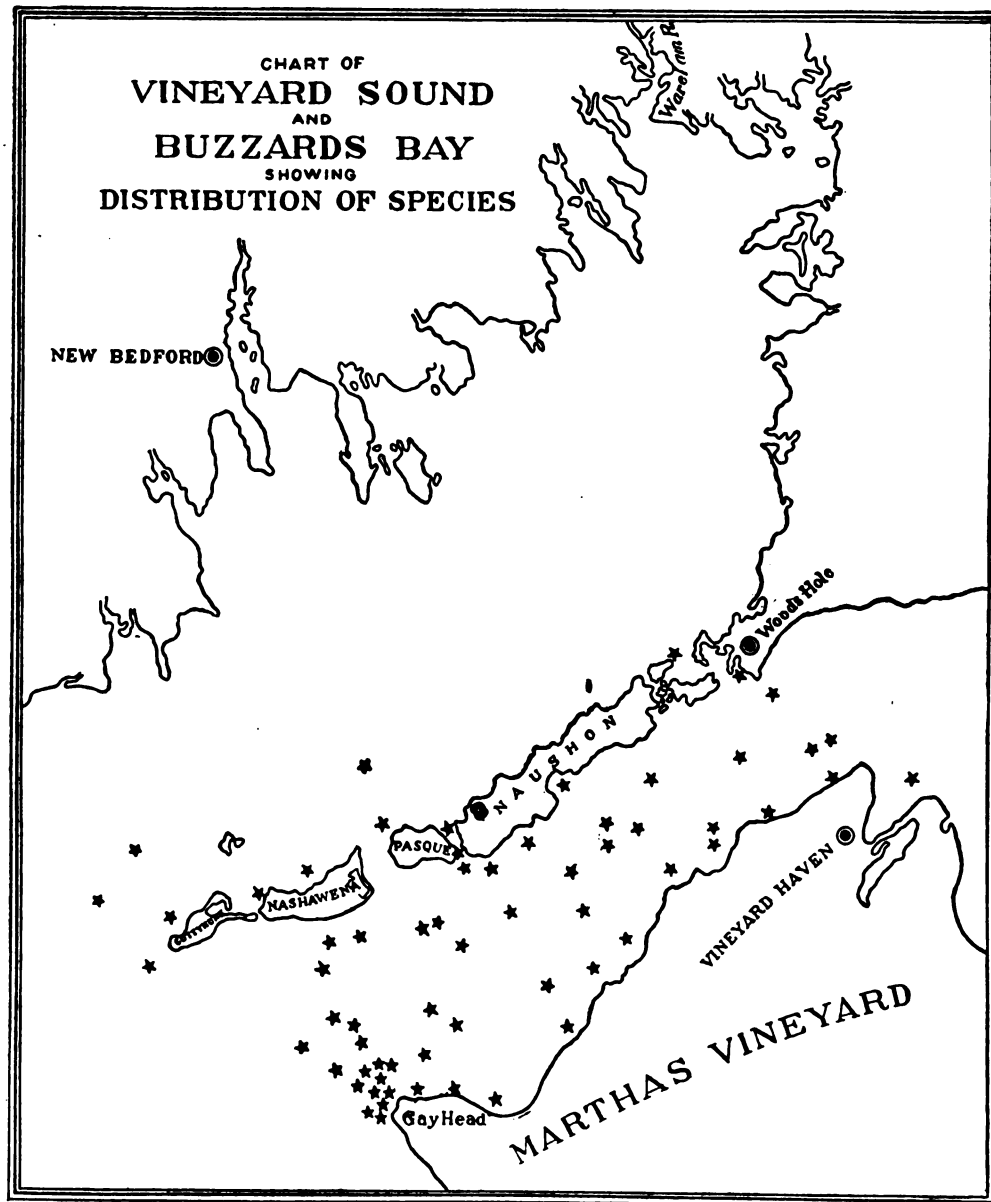 CHART OF
VINEYARD SOUND
AND
BUZZARDS BAY
SHOWING
DISTRIBUTION OF SPECIES
NEW BEDFORD
Woods Hole
NAUSHON
PASQUE
NASHAWENA
VINEYARD HAVEN
MARTHAS VINEYARD
Gay Head